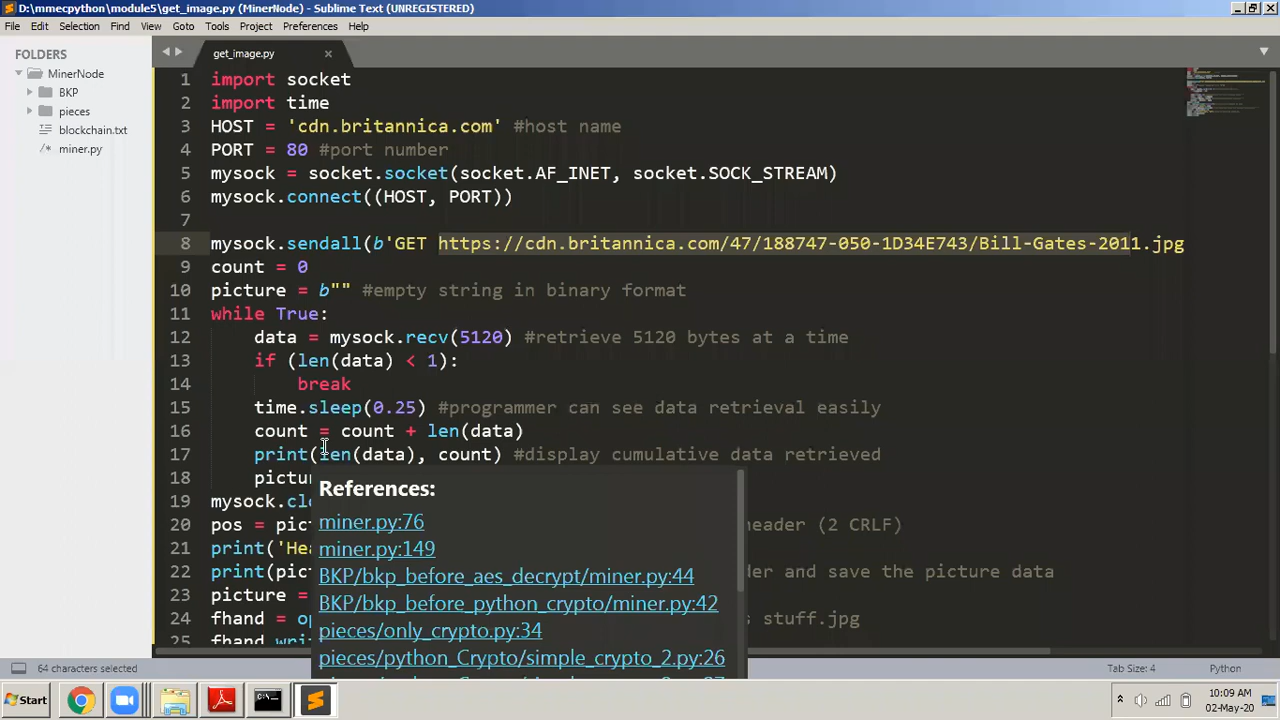 D:\mmecpython\module5\get_image.py (MinerNode) - Sublime Text (UNREGISTERED)
File Edit Selection Find View Goto Tools Project Preferences Help
FOLDERS
MinerNode
BKP
pieces
blockchain.txt
miner.py
get_image.py
1 import socket
2 import time
3 HOST = 'cdn.britannica.com' #host name
4 PORT = 80 #port number
5 mysock = socket.socket(socket.AF_INET, socket.SOCK_STREAM)
6 mysock.connect((HOST, PORT))
7
8 mysock.sendall(b'GET https://cdn.britannica.com/47/188747-050-1D34E743/Bill-Gates-2011.jpg
9 count = 0
10 picture = b"" #empty string in binary format
11 while True:
12 data = mysock.recv(5120) #retrieve 5120 bytes at a time
13 if (len(data) < 1):
14 break
15 time.sleep(0.25) #programmer can see data retrieval easily
16 count = count + len(data)
17 print(len(data), count) #display cumulative data retrieved
18 pictu
19 mysock.cl
20 pos = pic eader (2 CRLF)
21 print('He
22 print(pic der and save the picture data
23 picture =
24 fhand = o s stuff.jpg
25 fhand.wri
References:
miner.py:76
miner.py:149
BKP/bkp_before_aes_decrypt/miner.py:44
BKP/bkp_before_python_crypto/miner.py:42
pieces/only_crypto.py:34
pieces/python_Crypto/simple_crypto_2.py:26
64 characters selected
Tab Size: 4
Python
Start
10:09 AM
02-May-20